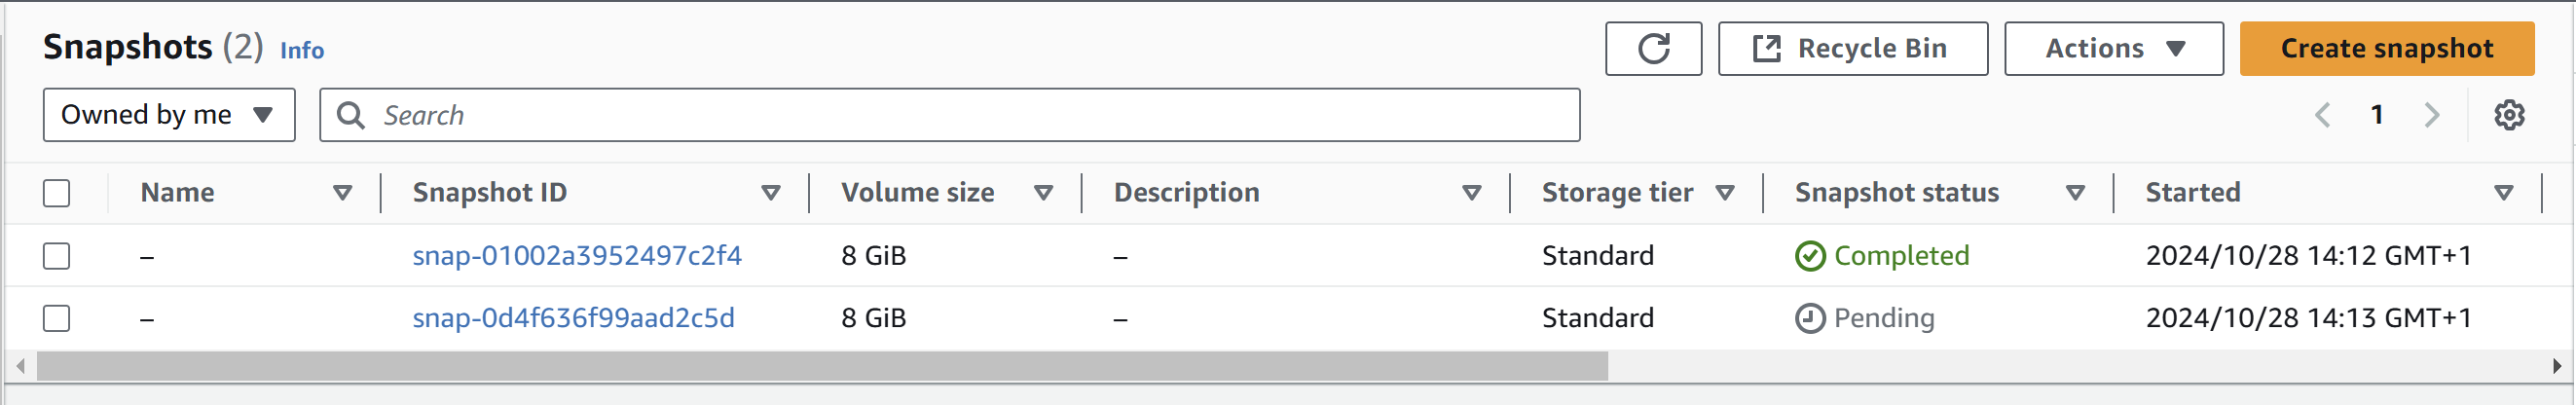 Snapshots (2) Info
Recycle Bin
Actions
Create snapshot
Owned by me
Search
1
Name Snapshot ID Volume size Description Storage tier Snapshot status Started
– snap-01002a3952497c2f4 8 GiB – Standard Completed 2024/10/28 14:12 GMT+1
– snap-0d4f636f99aad2c5d 8 GiB – Standard Pending 2024/10/28 14:13 GMT+1